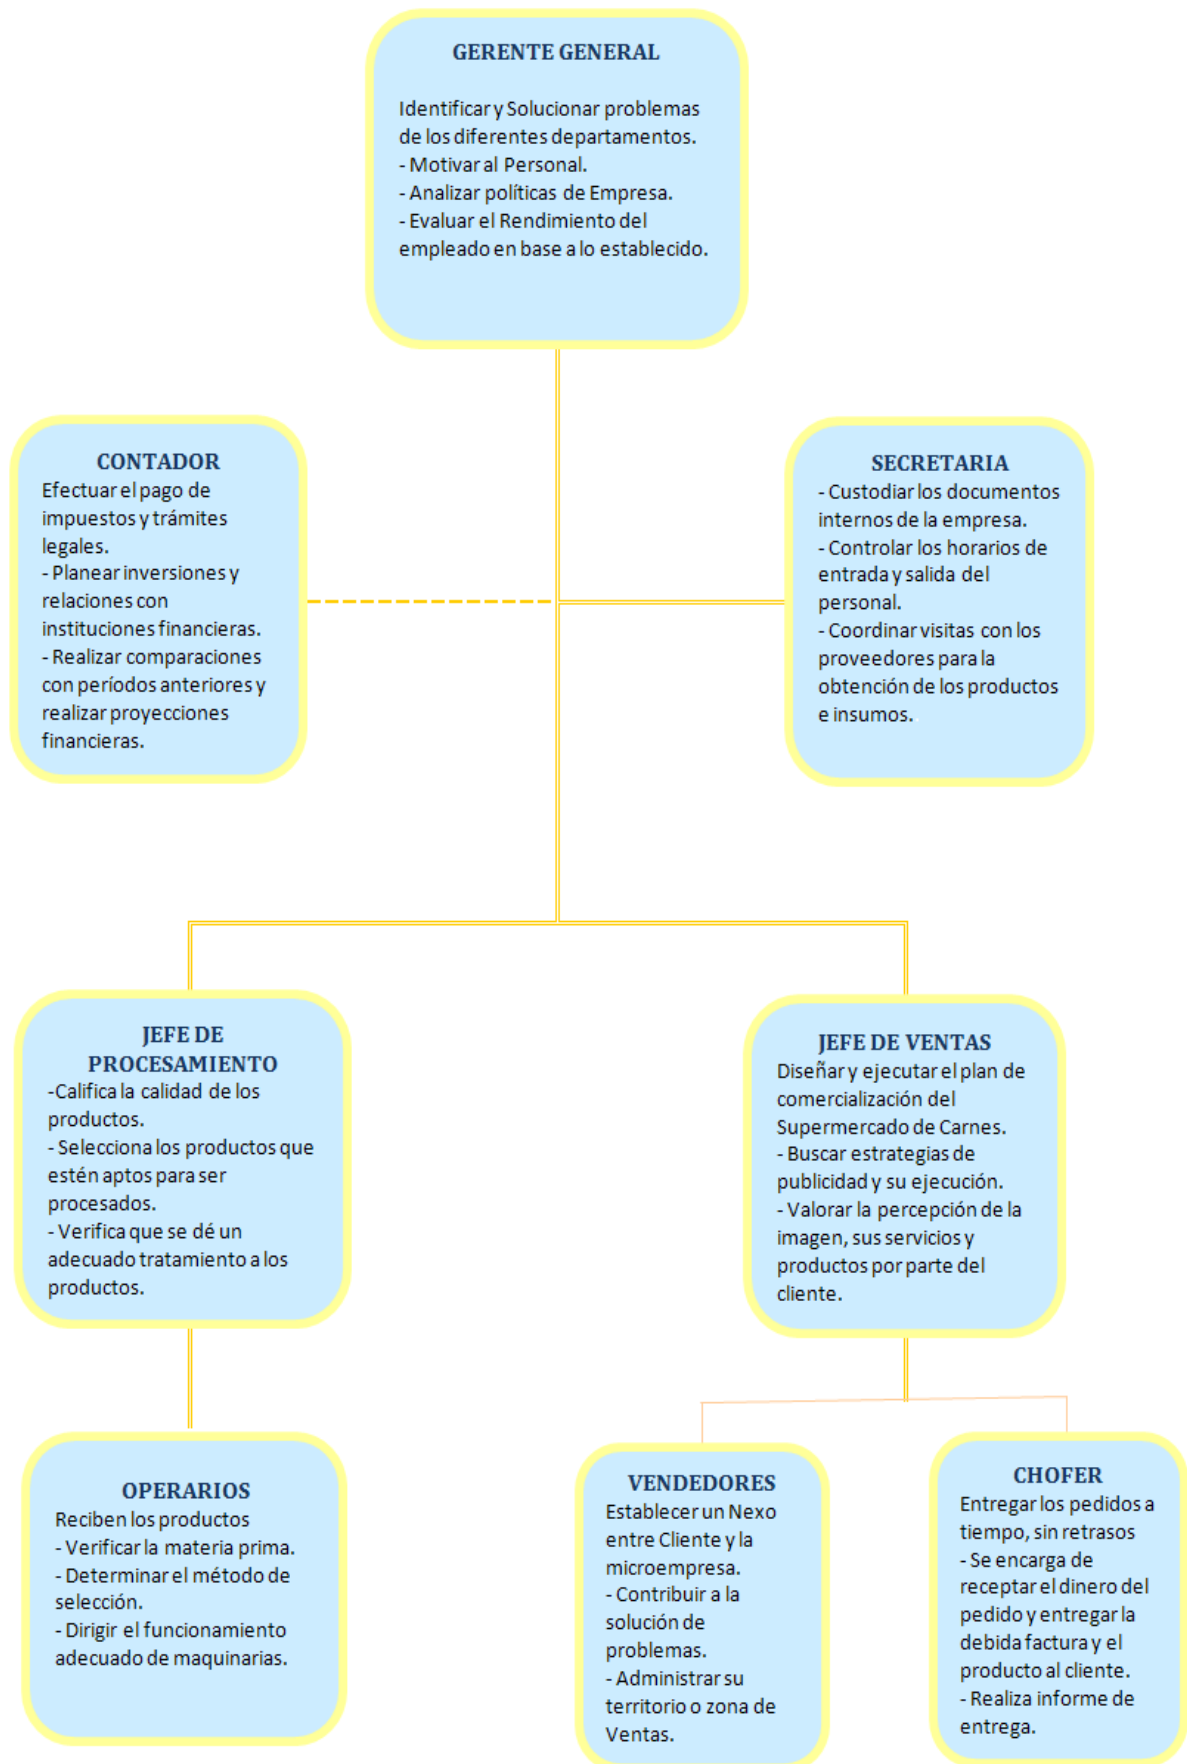 GERENTE GENERAL
Identificar y Solucionar problemas
de los diferentes departamentos.
- Motivar al Personal.
- Analizar políticas de Empresa.
- Evaluar el Rendimiento del
empleado en base a lo establecido.
CONTADOR
Efectuar el pago de
impuestos y trámites
legales.
- Planear inversiones y
relaciones con
instituciones financieras.
- Realizar comparaciones
con períodos anteriores y
realizar proyecciones
financieras.
SECRETARIA
- Custodiar los documentos
internos de la empresa.
- Controlar los horarios de
entrada y salida del
personal.
- Coordinar visitas con los
proveedores para la
obtención de los productos
e insumos.
JEFE DE
PROCESAMIENTO
-Califica la calidad de los
productos.
- Selecciona los productos que
estén aptos para ser
procesados.
- Verifica que se dé un
adecuado tratamiento a los
productos.
JEFE DE VENTAS
Diseñar y ejecutar el plan de
comercialización del
Supermercado de Carnes.
- Buscar estrategias de
publicidad y su ejecución.
- Valorar la percepción de la
imagen, sus servicios y
productos por parte del
cliente.
OPERARIOS
Reciben los productos
- Verificar la materia prima.
- Determinar el método de
selección.
- Dirigir el funcionamiento
adecuado de maquinarias.
VENDEDORES
Establecer un Nexo
entre Cliente y la
microempresa.
- Contribuir a la
solución de
problemas.
- Administrar su
territorio o zona de
Ventas.
CHOFER
Entregar los pedidos a
tiempo, sin retrasos
- Se encarga de
receptar el dinero del
pedido y entregar la
debida factura y el
producto al cliente.
- Realiza informe de
entrega.